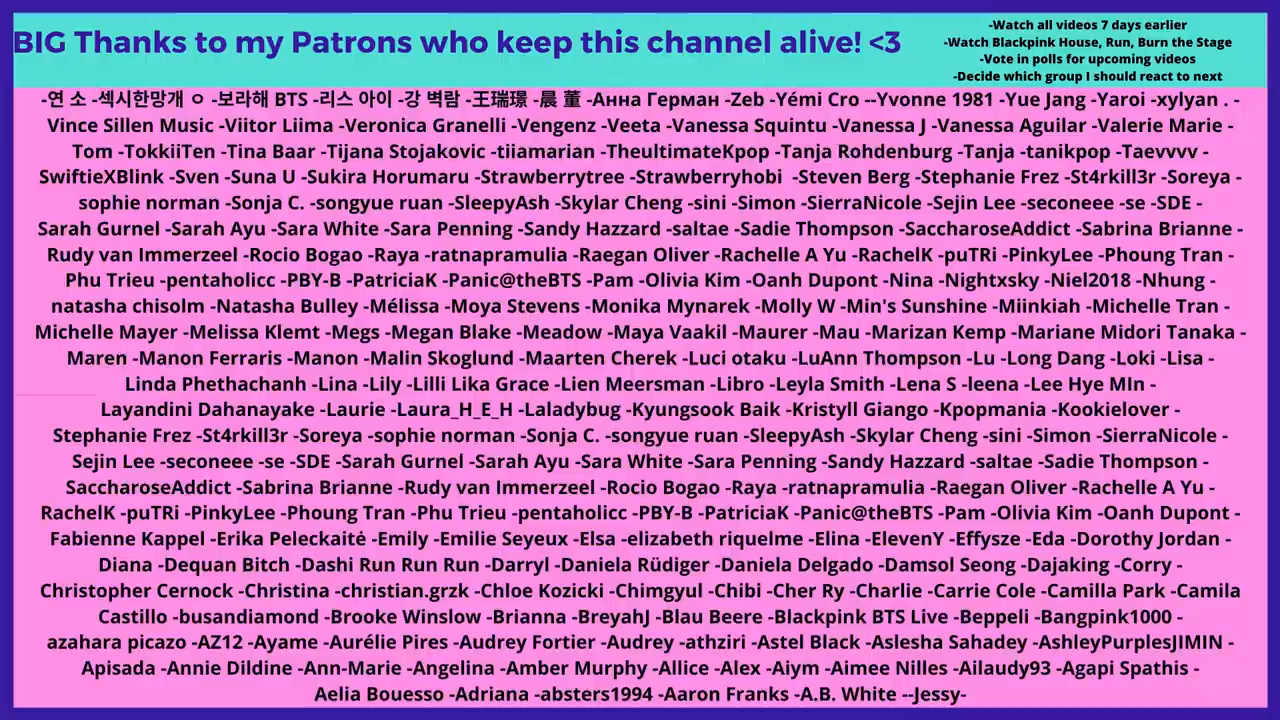 BIG Thanks to my Patrons who keep this channel alive! <3
-Watch all videos 7 days earlier
-Watch Blackpink House, Run, Burn the Stage
-Vote in polls for upcoming videos
-Decide which group I should react to next
-연 소 -섹시한망개 ㅇ -보라해 BTS -리스 아이 -강 벽람 -王瑞璟 -晨 董 -Анна Герман -Zeb -Yémi Cro --Yvonne 1981 -Yue Jang -Yaroi -xylyan . -
Vince Sillen Music -Viitor Liima -Veronica Granelli -Vengenz -Veeta -Vanessa Squintu -Vanessa J -Vanessa Aguilar -Valerie Marie -
Tom -TokkiiTen -Tina Baar -Tijana Stojakovic -tiiamarian -TheultimateKpop -Tanja Rohdenburg -Tanja -tanikpop -Taevvvv -
SwiftieXBlink -Sven -Suna U -Sukira Horumaru -Strawberrytree -Strawberryhobi  -Steven Berg -Stephanie Frez -St4rkill3r -Soreya -
sophie norman -Sonja C. -songyue ruan -SleepyAsh -Skylar Cheng -sini -Simon -SierraNicole -Sejin Lee -seconeee -se -SDE -
Sarah Gurnel -Sarah Ayu -Sara White -Sara Penning -Sandy Hazzard -saltae -Sadie Thompson -SaccharoseAddict -Sabrina Brianne -
Rudy van Immerzeel -Rocio Bogao -Raya -ratnapramulia -Raegan Oliver -Rachelle A Yu -RachelK -puTRi -PinkyLee -Phoung Tran -
Phu Trieu -pentaholicc -PBY-B -PatriciaK -Panic@theBTS -Pam -Olivia Kim -Oanh Dupont -Nina -Nightxsky -Niel2018 -Nhung -
natasha chisolm -Natasha Bulley -Mélissa -Moya Stevens -Monika Mynarek -Molly W -Min's Sunshine -Miinkiah -Michelle Tran -
Michelle Mayer -Melissa Klemt -Megs -Megan Blake -Meadow -Maya Vaakil -Maurer -Mau -Marizan Kemp -Mariane Midori Tanaka -
Maren -Manon Ferraris -Manon -Malin Skoglund -Maarten Cherek -Luci otaku -LuAnn Thompson -Lu -Long Dang -Loki -Lisa -
Linda Phethachanh -Lina -Lily -Lilli Lika Grace -Lien Meersman -Libro -Leyla Smith -Lena S -leena -Lee Hye MIn -
Layandini Dahanayake -Laurie -Laura_H_E_H -Laladybug -Kyungsook Baik -Kristyll Giango -Kpopmania -Kookielover -
Stephanie Frez -St4rkill3r -Soreya -sophie norman -Sonja C. -songyue ruan -SleepyAsh -Skylar Cheng -sini -Simon -SierraNicole -
Sejin Lee -seconeee -se -SDE -Sarah Gurnel -Sarah Ayu -Sara White -Sara Penning -Sandy Hazzard -saltae -Sadie Thompson -
SaccharoseAddict -Sabrina Brianne -Rudy van Immerzeel -Rocio Bogao -Raya -ratnapramulia -Raegan Oliver -Rachelle A Yu -
RachelK -puTRi -PinkyLee -Phoung Tran -Phu Trieu -pentaholicc -PBY-B -PatriciaK -Panic@theBTS -Pam -Olivia Kim -Oanh Dupont -
Fabienne Kappel -Erika Peleckaitė -Emily -Emilie Seyeux -Elsa -elizabeth riquelme -Elina -ElevenY -Effysze -Eda -Dorothy Jordan -
Diana -Dequan Bitch -Dashi Run Run Run -Darryl -Daniela Rüdiger -Daniela Delgado -Damsol Seong -Dajaking -Corry -
Christopher Cernock -Christina -christian.grzk -Chloe Kozicki -Chimgyul -Chibi -Cher Ry -Charlie -Carrie Cole -Camilla Park -Camila
Castillo -busandiamond -Brooke Winslow -Brianna -BreyahJ -Blau Beere -Blackpink BTS Live -Beppeli -Bangpink1000 -
azahara picazo -AZ12 -Ayame -Aurélie Pires -Audrey Fortier -Audrey -athziri -Astel Black -Aslesha Sahadey -AshleyPurplesJIMIN -
Apisada -Annie Dildine -Ann-Marie -Angelina -Amber Murphy -Allice -Alex -Aiym -Aimee Nilles -Ailaudy93 -Agapi Spathis -
Aelia Bouesso -Adriana -absters1994 -Aaron Franks -A.B. White --Jessy-